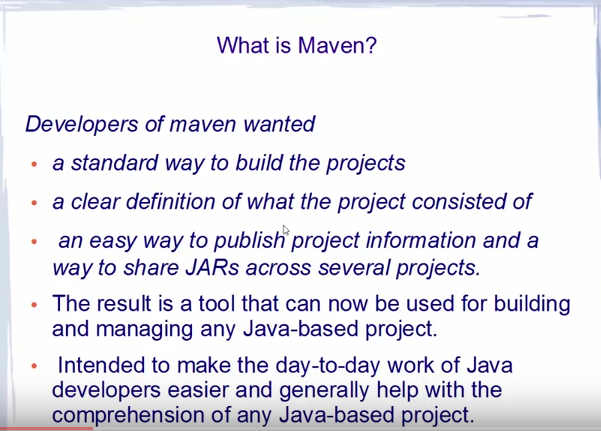 What is Maven?
Developers of maven wanted
• a standard way to build the projects
• a clear definition of what the project consisted of
• an easy way to publish project information and a
way to share JARs across several projects.
• The result is a tool that can now be used for building
and managing any Java-based project.
• Intended to make the day-to-day work of Java
developers easier and generally help with the
comprehension of any Java-based project.